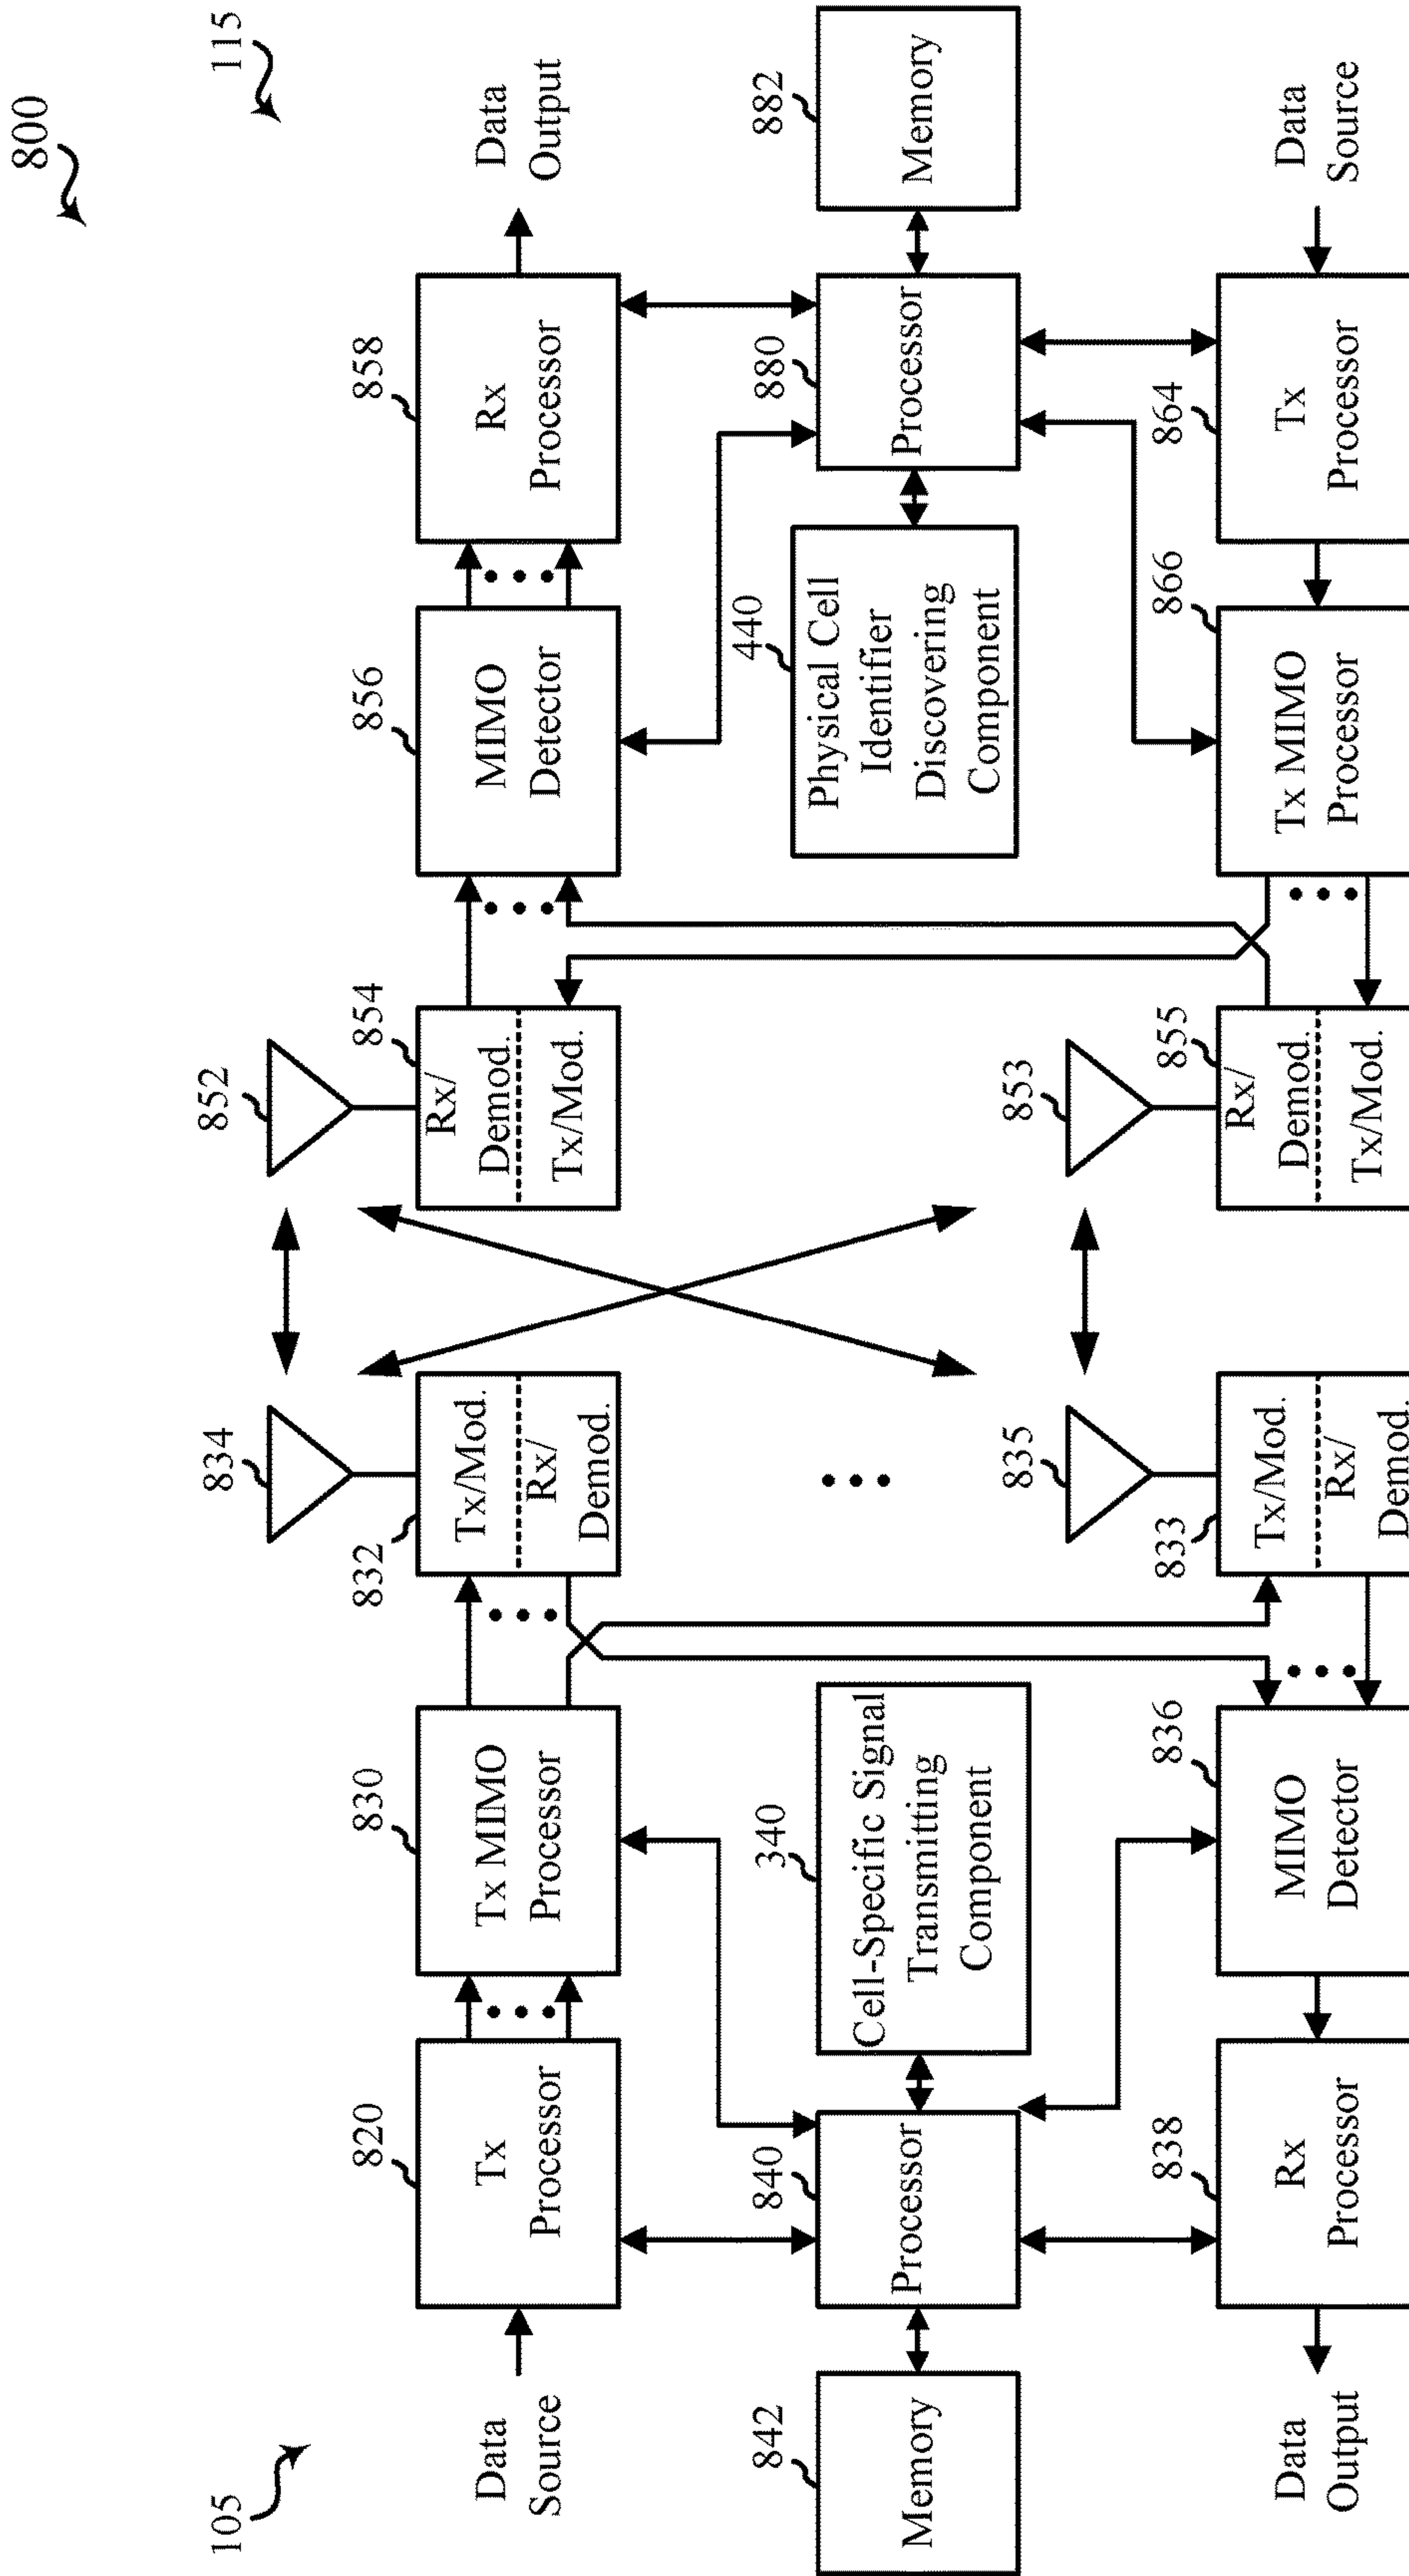 800
105
115
834
852
820
830
832
854
856
858
Data
Source
Tx
Processor
Tx MIMO
Processor
Tx/Mod.
Rx/
Demod.
Rx/
Demod.
Tx/Mod.
MIMO
Detector
Rx
Processor
Data
Output
842
840
340
440
880
882
Memory
Processor
Cell-Specific Signal
Transmitting
Component
Physical Cell
Identifier
Discovering
Component
Processor
Memory
835
853
838
836
833
855
866
864
Data
Output
Rx
Processor
MIMO
Detector
Tx/Mod.
Rx/
Demod.
Rx/
Demod.
Tx/Mod.
Tx MIMO
Processor
Tx
Processor
Data
Source